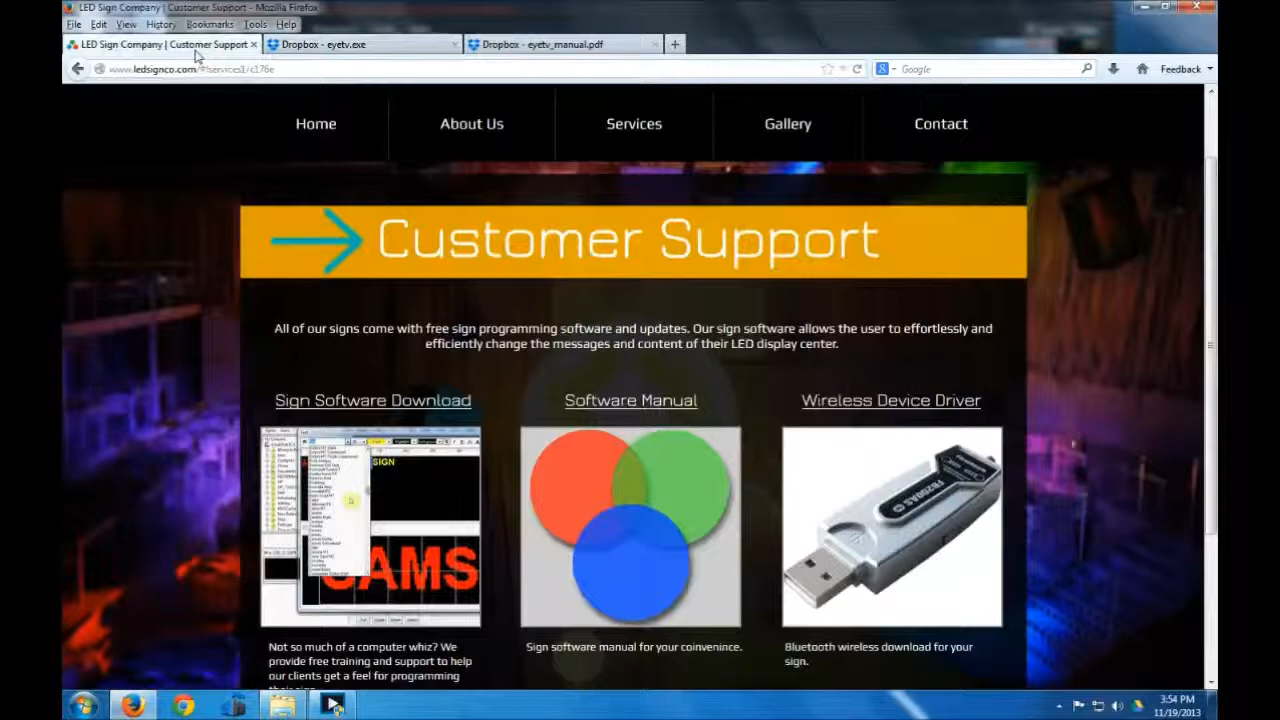 LED Sign Company | Customer Support - Mozilla Firefox
File Edit View History Bookmarks Tools Help
LED Sign Company | Customer Support
Dropbox - eyetv.exe
Dropbox - eyetv_manual.pdf
www.ledsignco.com/#!services1/c176e
Google
Feedback
Home
About Us
Services
Gallery
Contact
Customer Support
All of our signs come with free sign programming software and updates. Our sign software allows the user to effortlessly and
efficiently change the messages and content of their LED display center.
Sign Software Download
Software Manual
Wireless Device Driver
SIGN
SAMS
Not so much of a computer whiz? We
provide free training and support to help
our clients get a feel for programming
Sign software manual for your coinvenince.
Bluetooth wireless download for your
sign.
3:54 PM
11/19/2013